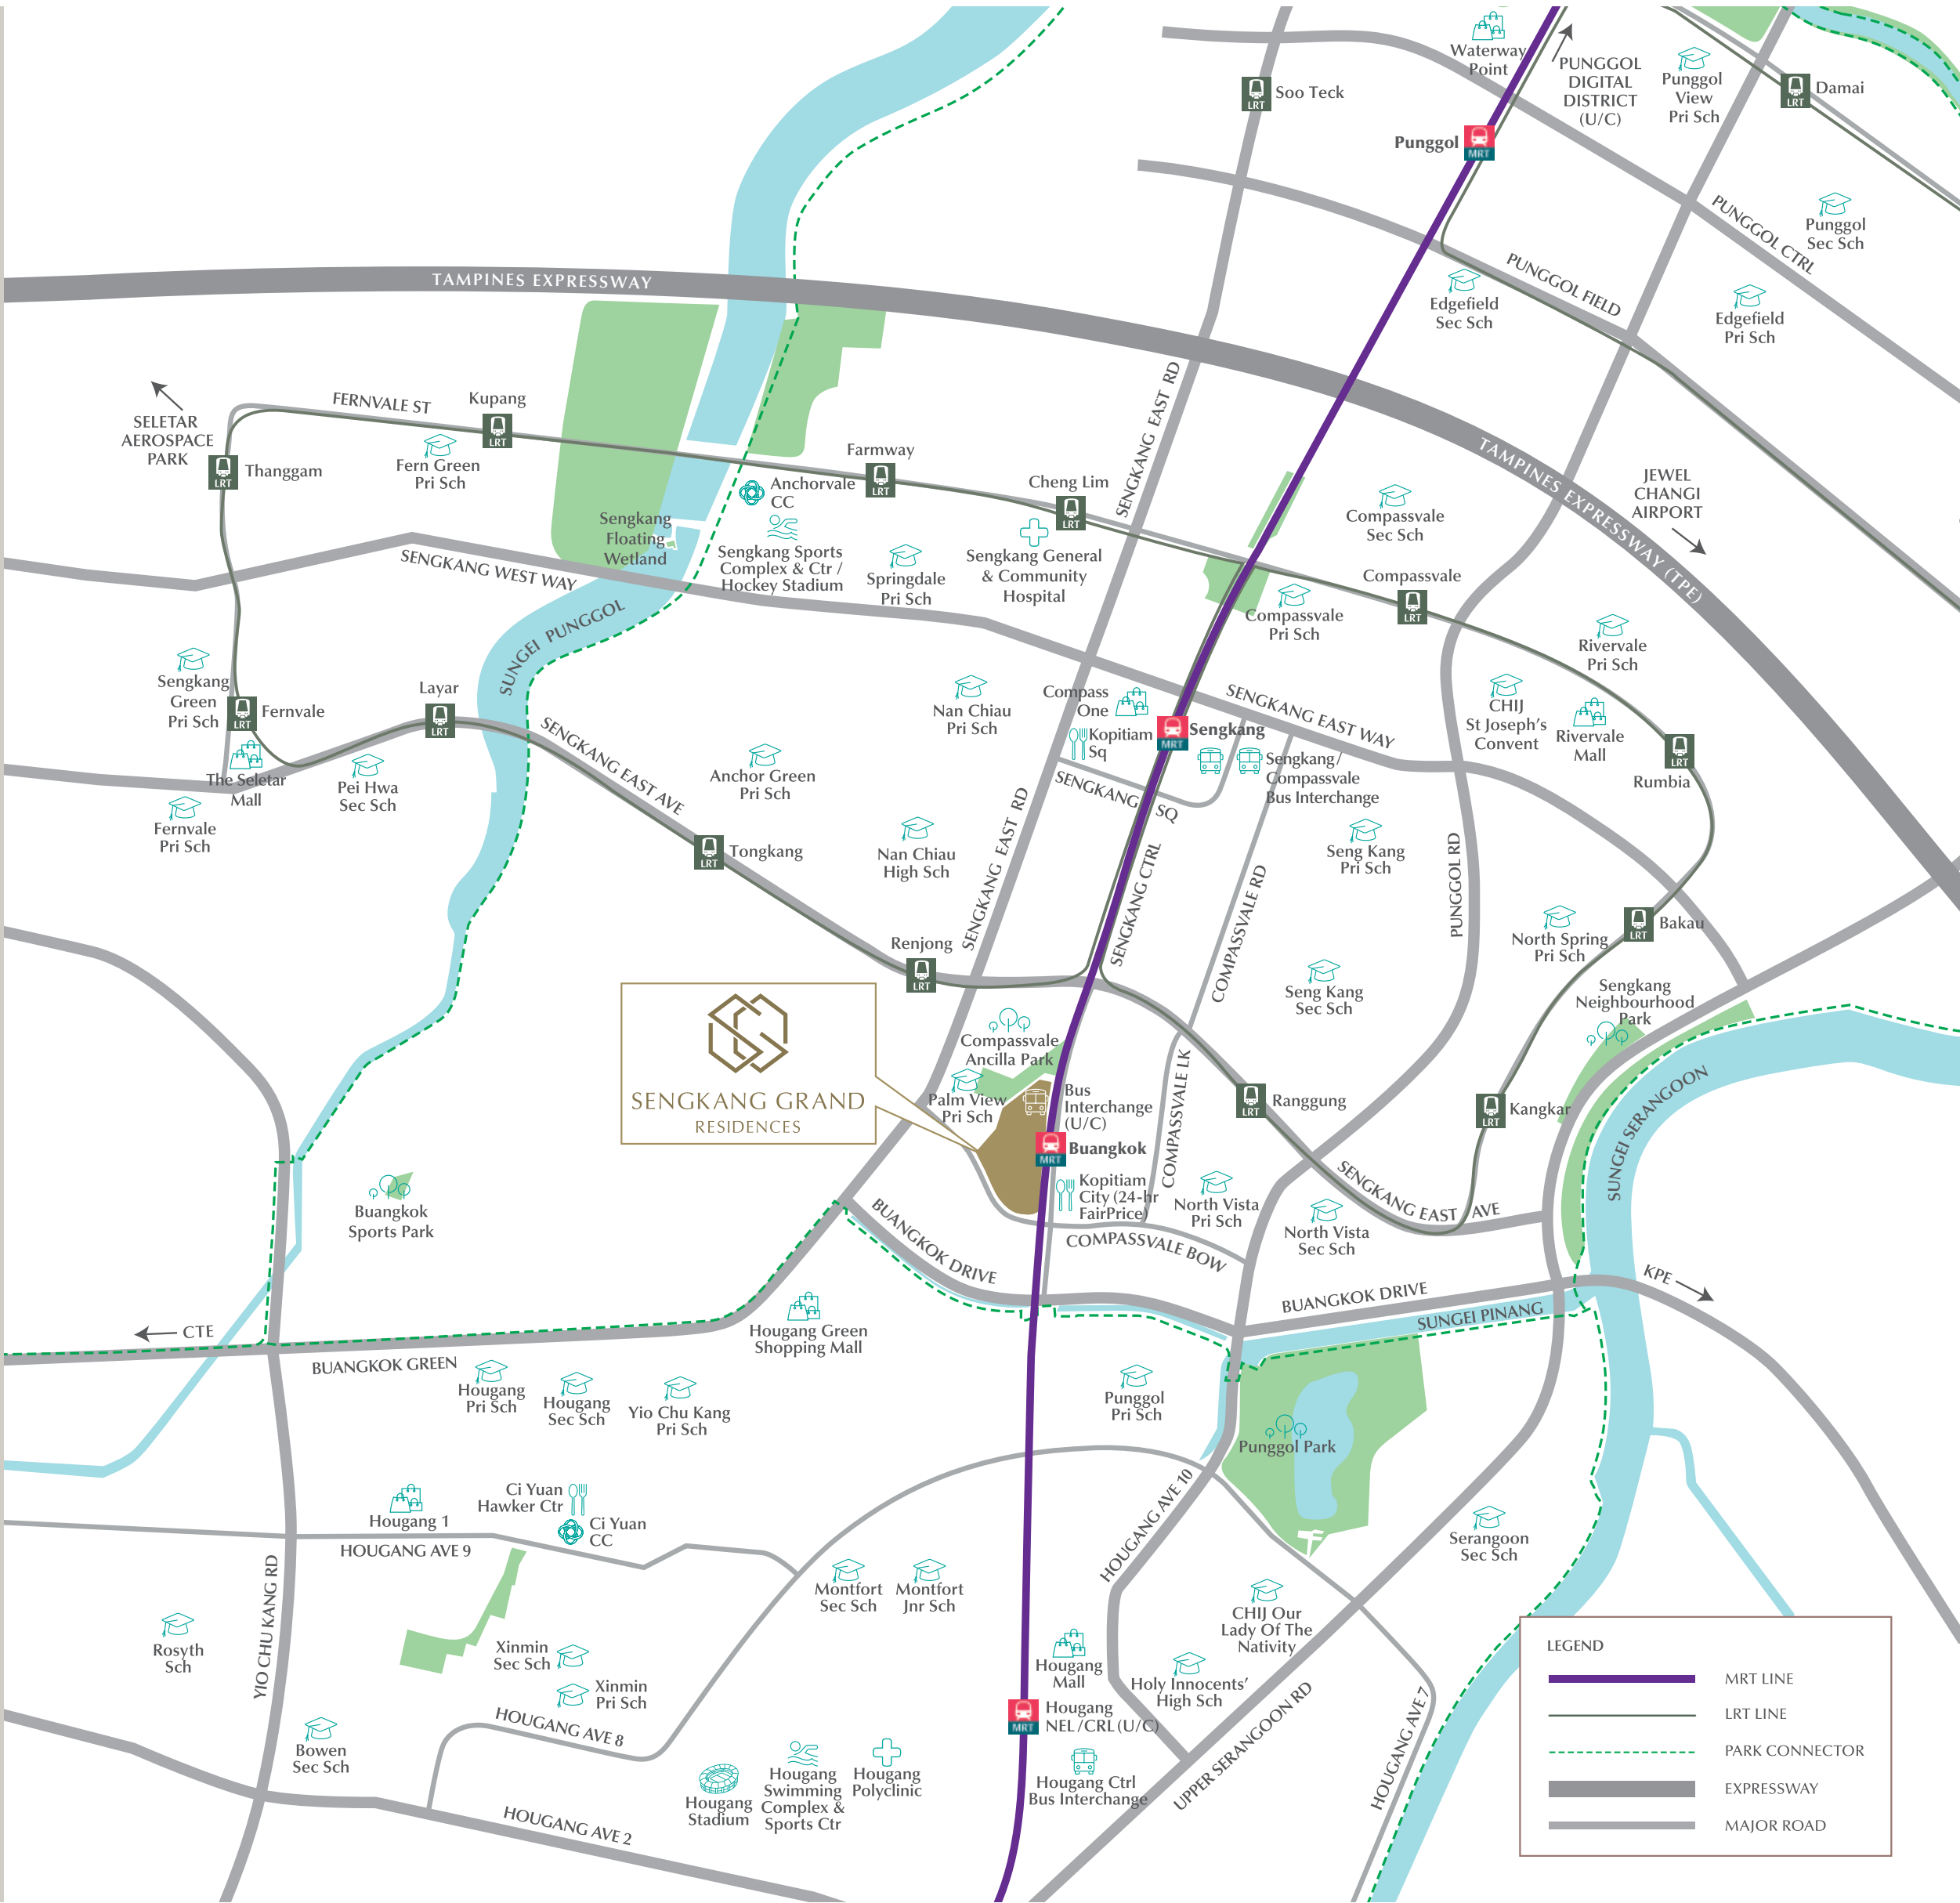 Waterway
Point
PUNGGOL
DIGITAL
DISTRICT
(U/C)
Punggol
View
Pri Sch
LRT
Damai
LRT
Soo Teck
Punggol
MRT
PUNGGOL CTRL
Punggol
Sec Sch
PUNGGOL FIELD
Edgefield
Sec Sch
Edgefield
Pri Sch
TAMPINES EXPRESSWAY
SELETAR
AEROSPACE
PARK
FERNVALE ST
Kupang
LRT
LRT
Thanggam
Fern Green
Pri Sch
Farmway
LRT
Anchorvale
CC
Cheng Lim
LRT
SENGKANG EAST RD
TAMPINES EXPRESSWAY (TPE)
JEWEL
CHANGI
AIRPORT
Compassvale
Sec Sch
Sengkang
Floating
Wetland
SENGKANG WEST WAY
Sengkang Sports
Complex & Ctr /
Hockey Stadium
Springdale
Pri Sch
Sengkang General
& Community
Hospital
Compassvale
LRT
Compassvale
Pri Sch
SUNGEI PUNGGOL
Rivervale
Pri Sch
Sengkang
Green
Pri Sch
LRT
Fernvale
Layar
LRT
The Seletar
Mall
Pei Hwa
Sec Sch
Fernvale
Pri Sch
SENGKANG EAST AVE
Anchor Green
Pri Sch
Nan Chiau
Pri Sch
Compass
One
Kopitiam
Sq
MRT
Sengkang
SENGKANG EAST WAY
Sengkang/
Compassvale
Bus Interchange
SENGKANG SQ
CHIJ
St Joseph's
Convent
Rivervale
Mall
LRT
Rumbia
LRT
Tongkang
Nan Chiau
High Sch
SENGKANG EAST RD
SENGKANG CTRL
COMPASSVALE RD
Seng Kang
Pri Sch
PUNGGOL RD
North Spring
Pri Sch
LRT
Bakau
Renjong
LRT
Seng Kang
Sec Sch
Sengkang
Neighbourhood
Park
SENGKANG GRAND
RESIDENCES
Compassvale
Ancilla Park
Palm View
Pri Sch
Bus
Interchange
(U/C)
MRT
Buangkok
Kopitiam
City (24-hr
FairPrice)
COMPASSVALE LK
LRT
Ranggung
LRT
Kangkar
SUNGEI SERANGOON
North Vista
Pri Sch
North Vista
Sec Sch
SENGKANG EAST AVE
Buangkok
Sports Park
BUANGKOK DRIVE
COMPASSVALE BOW
BUANGKOK DRIVE
SUNGEI PINANG
KPE
CTE
BUANGKOK GREEN
Hougang Green
Shopping Mall
Hougang
Pri Sch
Hougang
Sec Sch
Yio Chu Kang
Pri Sch
Punggol
Pri Sch
Punggol Park
Hougang 1
HOUGANG AVE 9
Ci Yuan
Hawker Ctr
Ci Yuan
CC
HOUGANG AVE 10
Serangoon
Sec Sch
YIO CHU KANG RD
Rosyth
Sch
Montfort
Sec Sch
Montfort
Jnr Sch
CHIJ Our
Lady Of The
Nativity
Xinmin
Sec Sch
Xinmin
Pri Sch
Hougang
Mall
Holy Innocents'
High Sch
MRT
Hougang
NEL/CRL (U/C)
HOUGANG AVE 8
Bowen
Sec Sch
Hougang
Stadium
Hougang
Swimming
Complex &
Sports Ctr
Hougang
Polyclinic
Hougang Ctrl
Bus Interchange
UPPER SERANGOON RD
HOUGANG AVE 7
HOUGANG AVE 2
LEGEND
MRT LINE
LRT LINE
PARK CONNECTOR
EXPRESSWAY
MAJOR ROAD